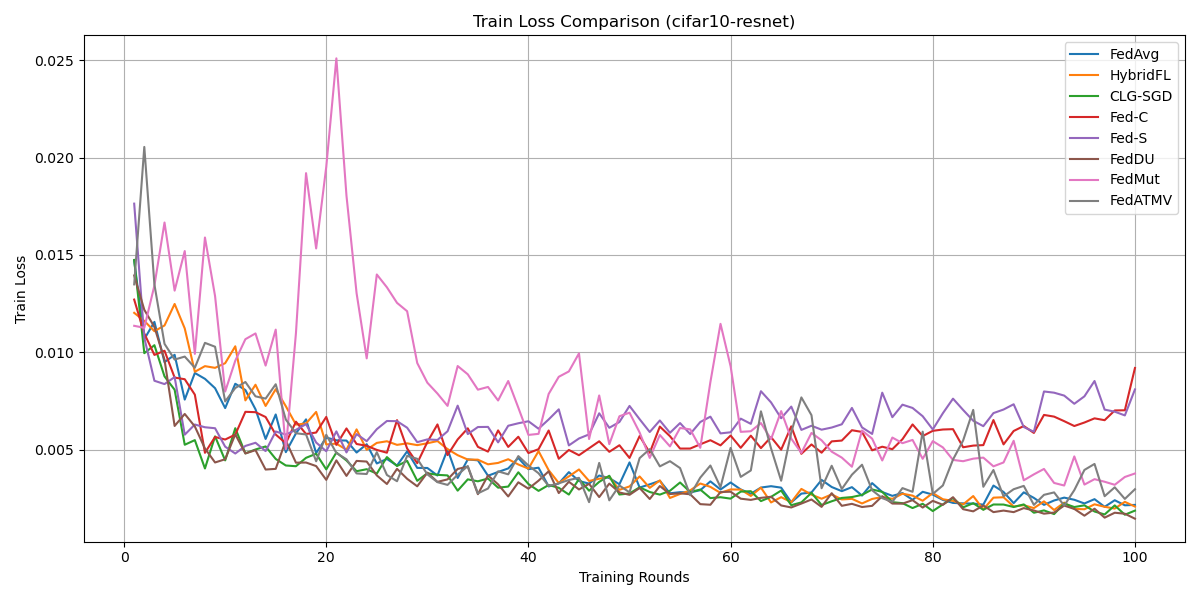 Train Loss Comparison (cifar10-resnet)
Train Loss
0.025
0.020
0.015
0.010
0.005
0
20
40
60
80
100
Training Rounds
FedAvg
HybridFL
CLG-SGD
Fed-C
Fed-S
FedDU
FedMut
FedATMV